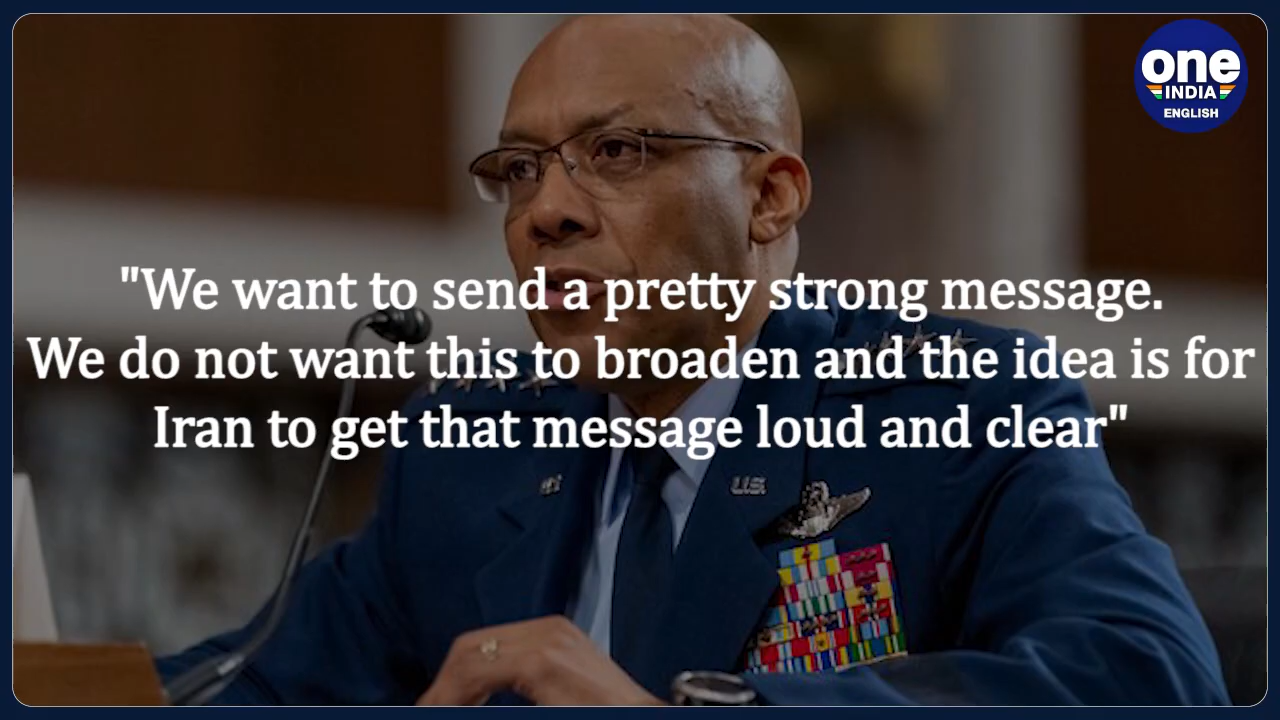 one
INDIA
ENGLISH
"We want to send a pretty strong message.
We do not want this to broaden and the idea is for
Iran to get that message loud and clear"
U.S.